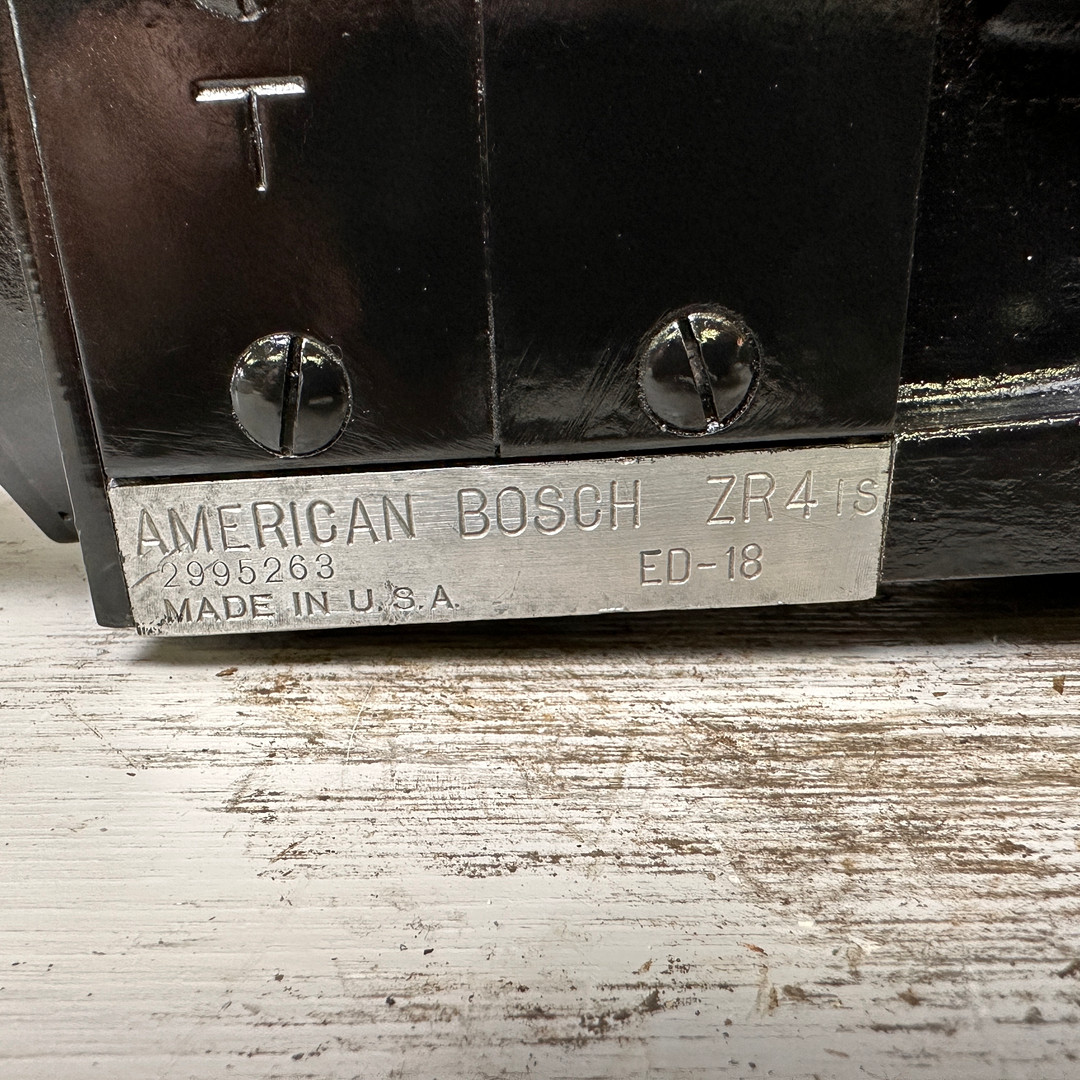 T
AMERICAN BOSCH ZR4 IS
2995263 ED-18
MADE IN U.S.A.